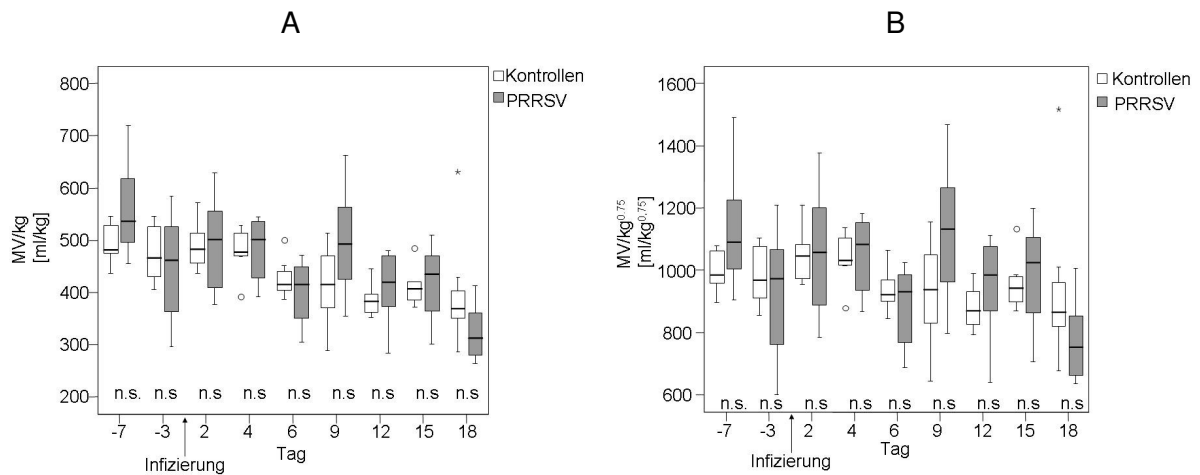 A
MV/kg
[ml/kg]
800
700
600
500
400
300
200
Kontrollen
PRRSV
*
n.s. n.s n.s n.s n.s n.s n.s n.s n.s
-7 -3 2 4 6 9 12 15 18
Tag
Infizierung
B
MV/kg0.75
[ml/kg0.75]
1600
1400
1200
1000
800
600
Kontrollen
PRRSV
*
n.s. n.s n.s n.s n.s n.s n.s n.s n.s
-7 -3 2 4 6 9 12 15 18
Tag
Infizierung